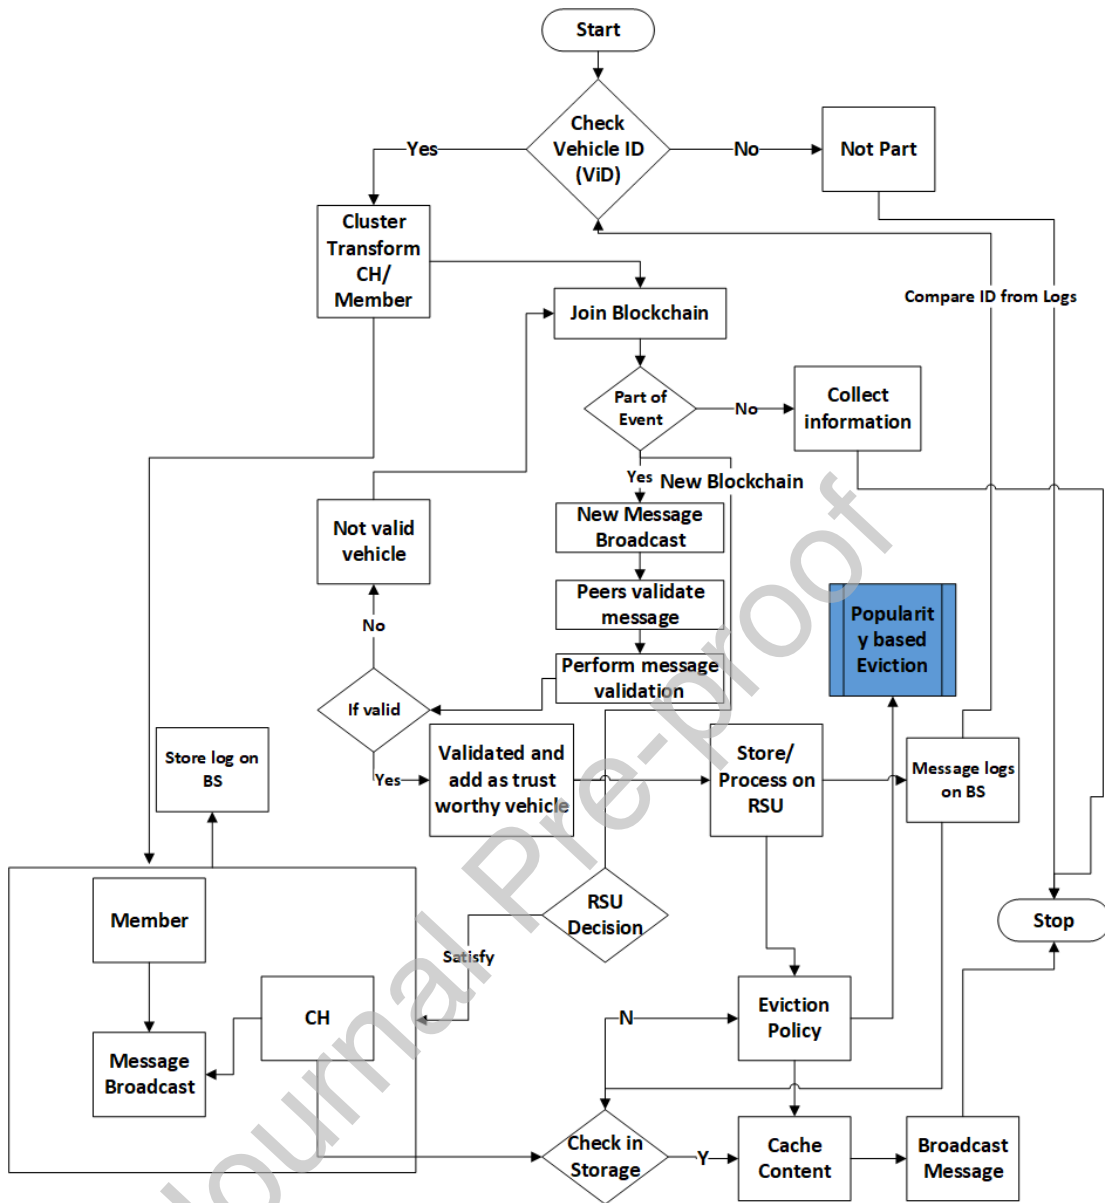 Start
Check
Vehicle ID
(ViD)
Yes
No
Not Part
Cluster
Transform
CH/
Member
Compare ID from Logs
Join Blockchain
Part of
Event
No
Collect
information
Yes
New Blockchain
Not valid
vehicle
New Message
Broadcast
Peers validate
message
Popularit
y based
Eviction
No
Perform message
validation
If valid
Store log on
BS
Yes
Validated and
add as trust
worthy vehicle
Store/
Process on
RSU
Message logs
on BS
Member
RSU
Decision
Stop
Satisfy
CH
N
Eviction
Policy
Message
Broadcast
Check in
Storage
Y
Cache
Content
Broadcast
Message
Journal Pre-proof